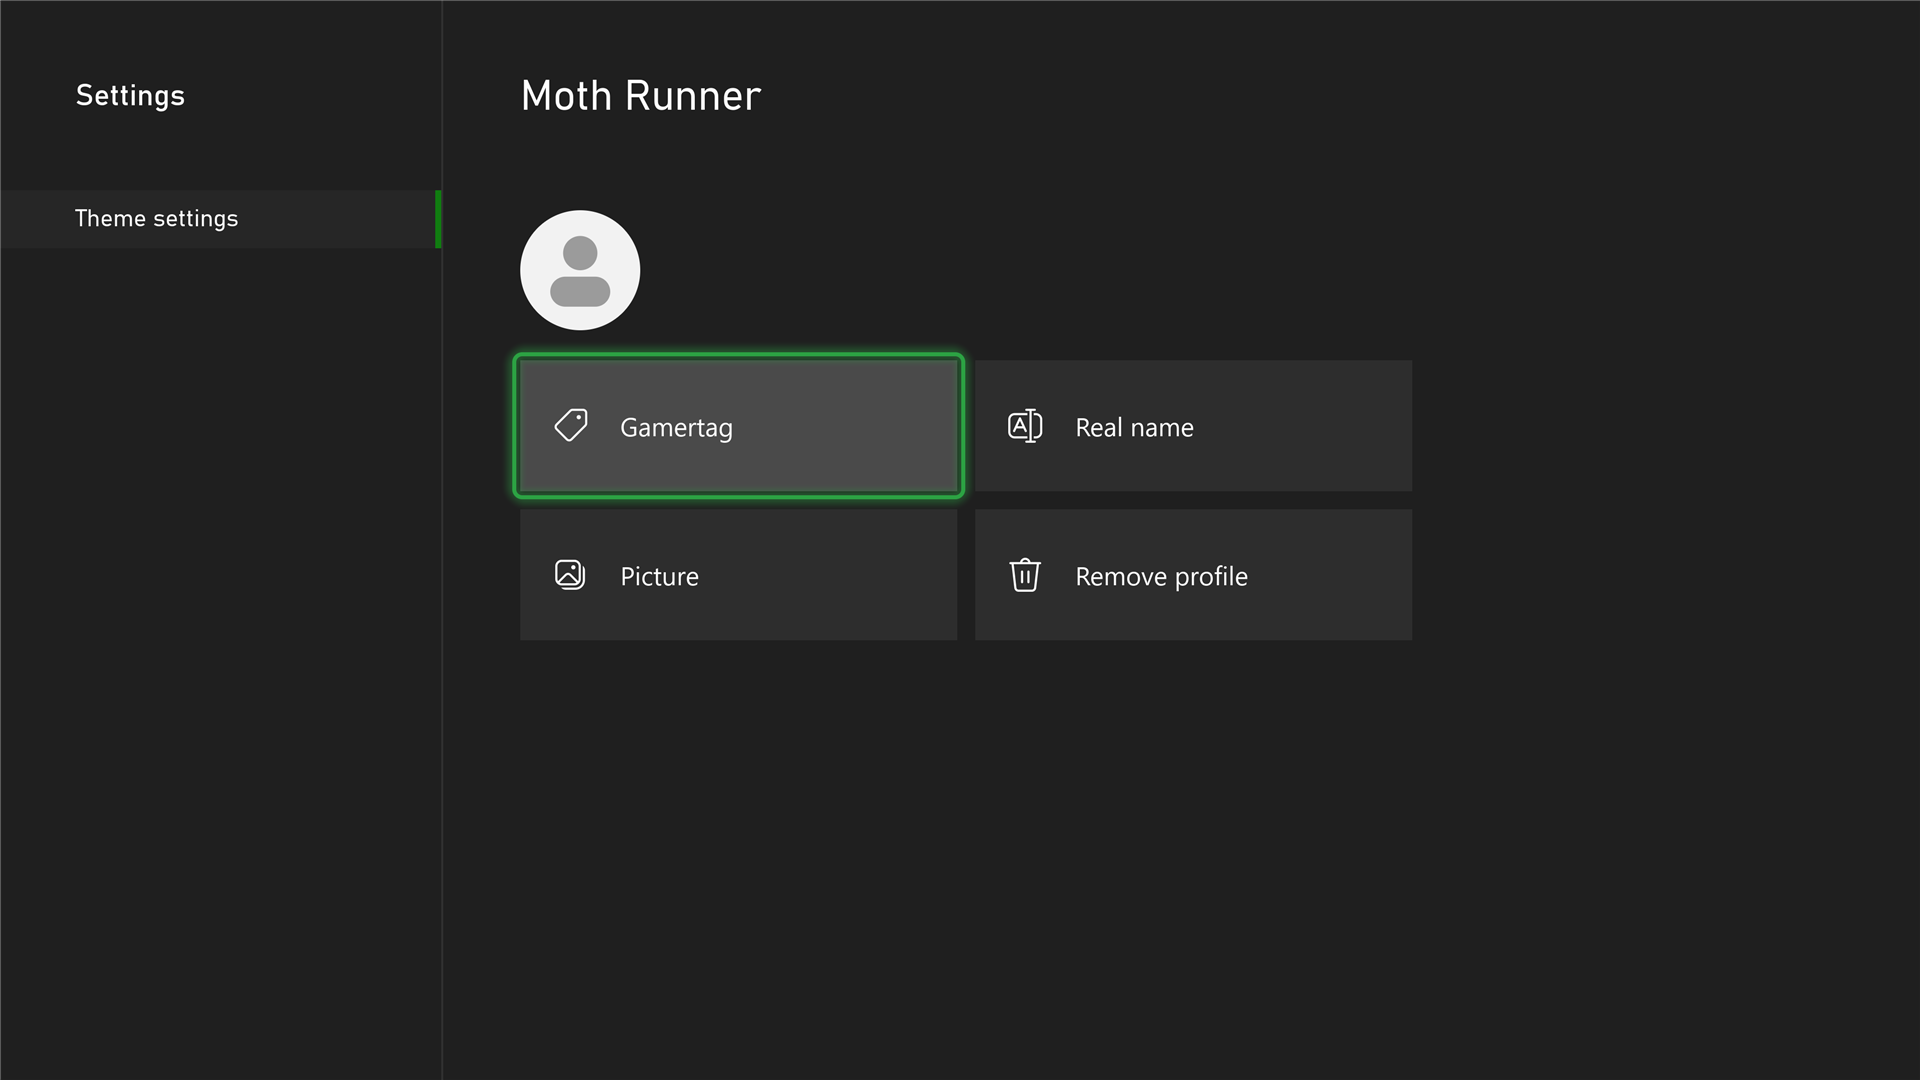 Settings
Theme settings
Moth Runner
Gamertag
Real name
Picture
Remove profile